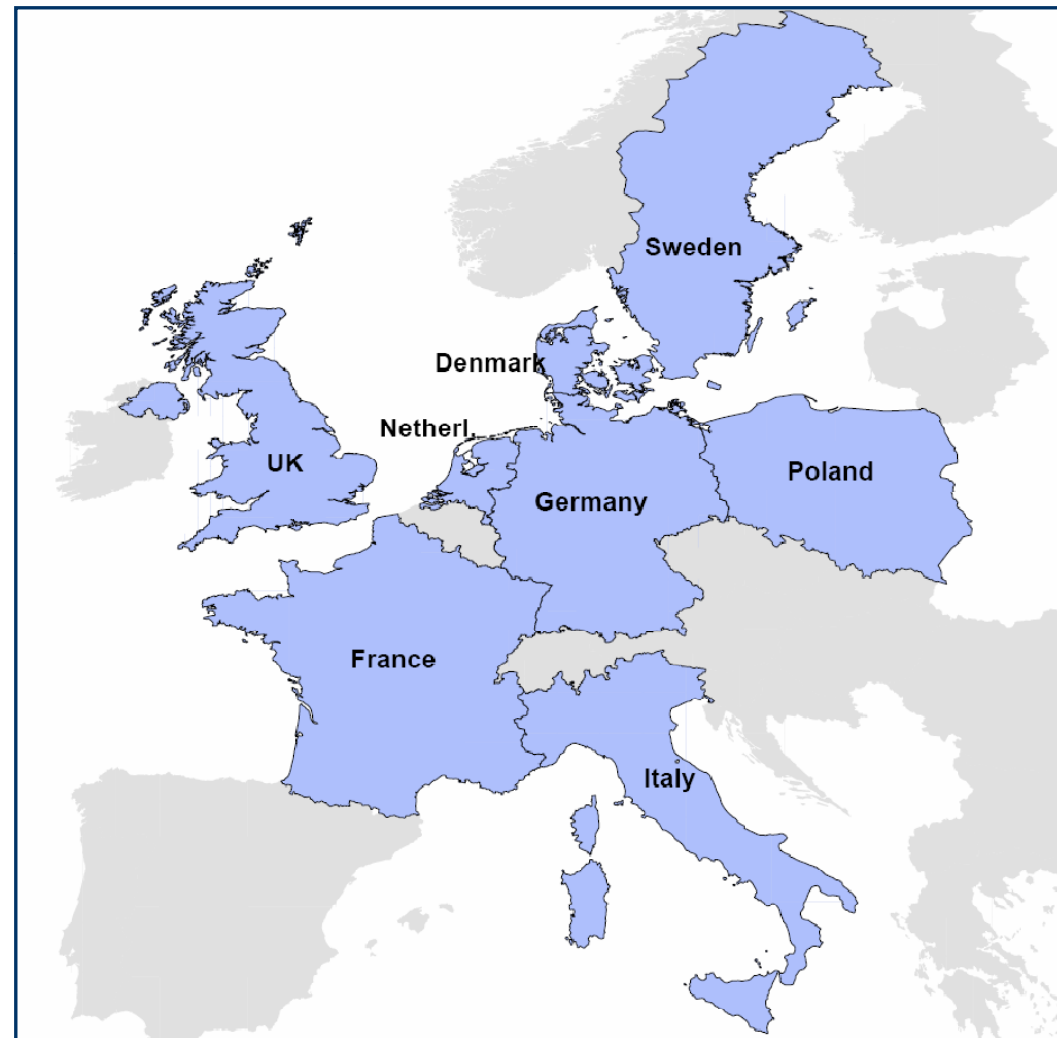 Sweden
Denmark
Netherl.
UK
Germany
Poland
France
Italy